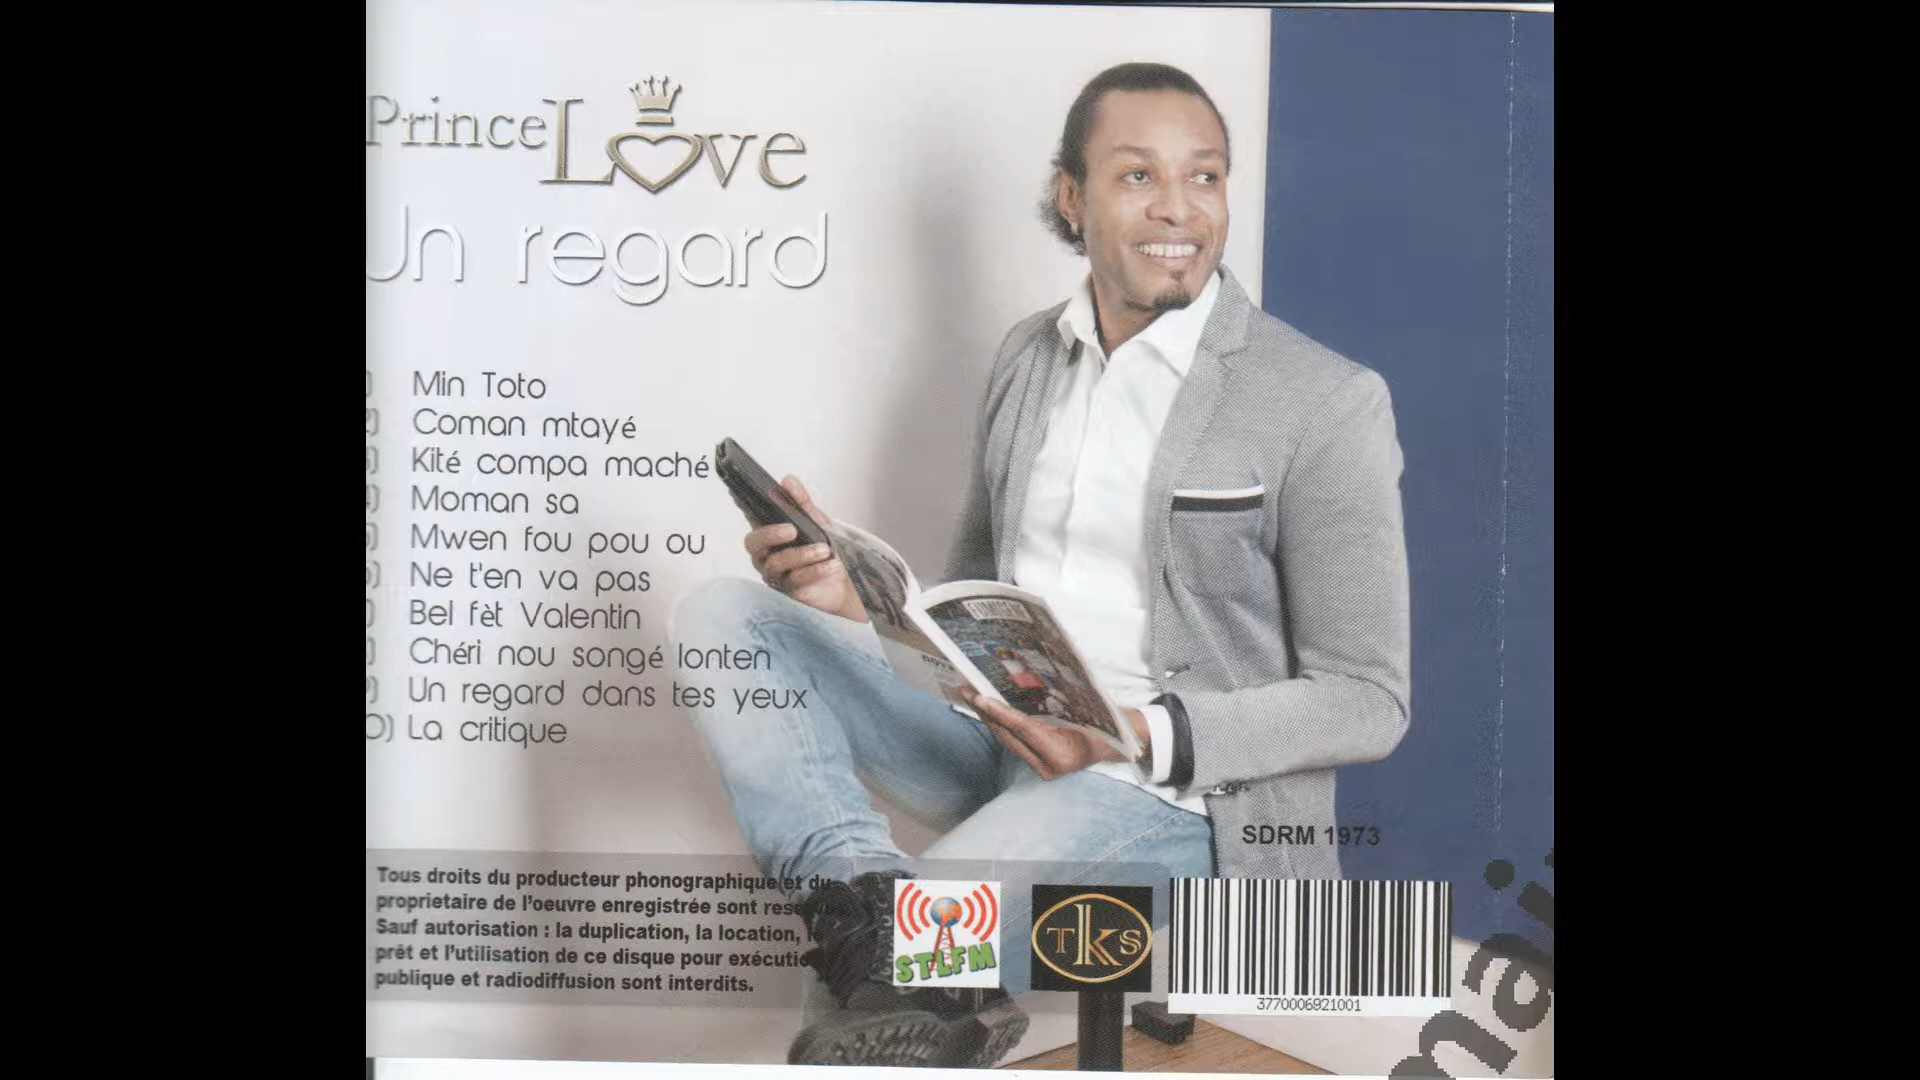 Prince Love
Un regard
Min Toto
Coman mtayé
Kité compa maché
Moman sa
Mwen fou pou ou
Ne t'en va pas
Bel fèt Valentin
Chéri nou songé lonten
Un regard dans tes yeux
0) La critique
SDRM 1973
Tous droits du producteur phonographique et du
proprietaire de l'oeuvre enregistrée sont
Sauf autorisation : la duplication, la location,
prêt et l'utilisation de ce disque pour
publique et radiodiffusion sont interdits.
STLFM
TKS
3770006921001